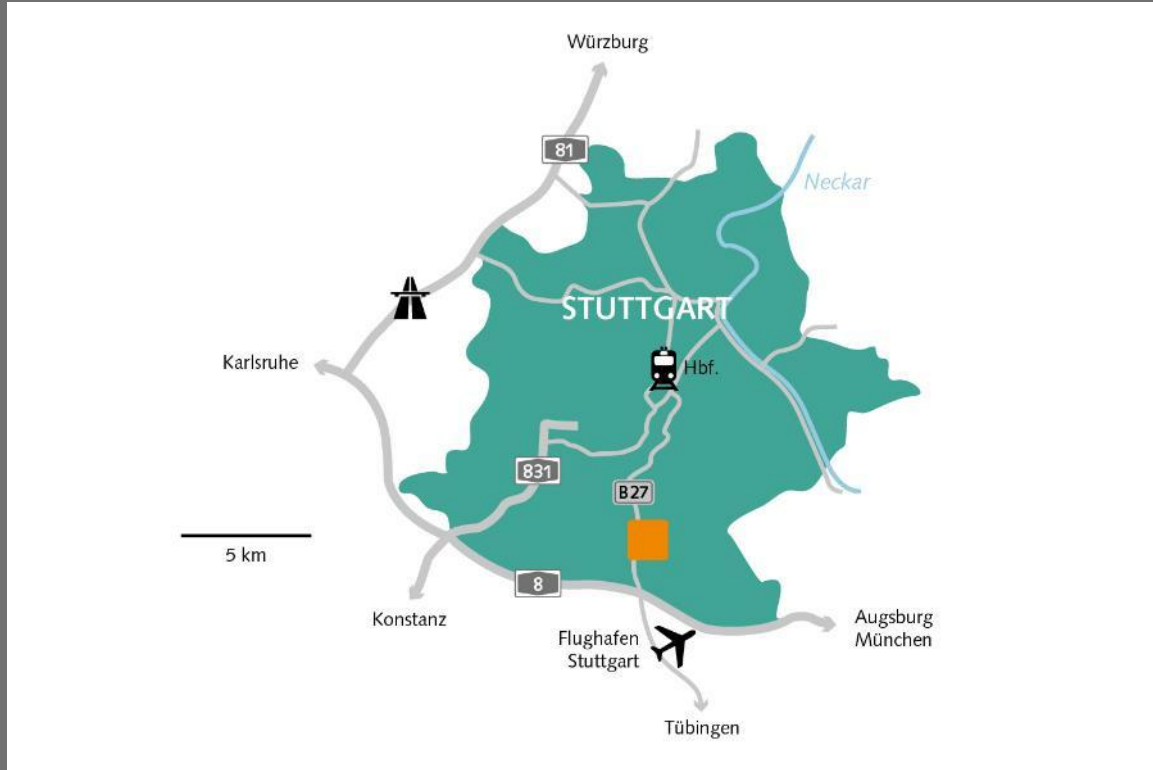 Würzburg
81
Neckar
STUTTGART
Karlsruhe
Hbf.
831
B27
5 km
8
Konstanz
Augsburg
München
Flughafen
Stuttgart
Tübingen